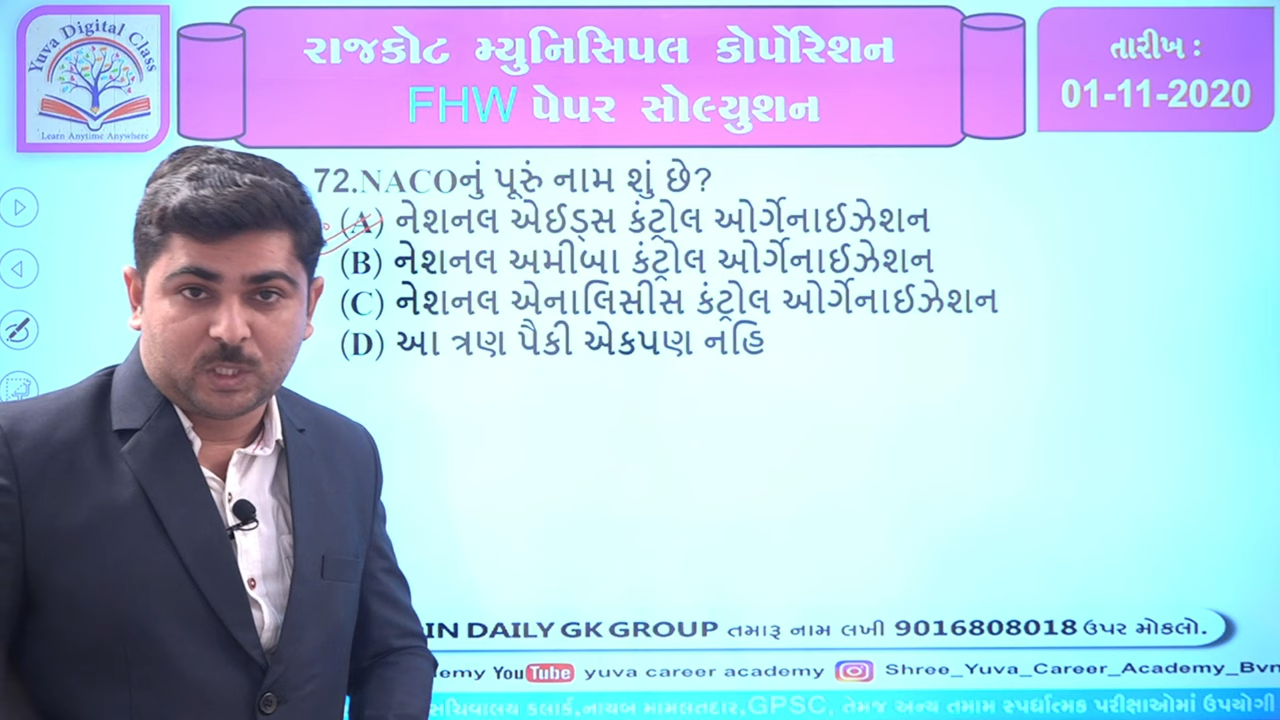 Yuva Digital Class
Learn Anytime Anywhere
રાજકોટ મ્યુનિસિપલ કોર્પોરેશન
FHW પેપર સોલ્યુશન
તારીખ :
01-11-2020
72.NACOનું પૂરું નામ શું છે?
(A) નેશનલ એઈડ્સ કંટ્રોલ ઓર્ગેનાઈઝેશન
(B) નેશનલ અમીબા કંટ્રોલ ઓર્ગેનાઈઝેશન
(C) નેશનલ એનાલિસીસ કંટ્રોલ ઓર્ગેનાઈઝેશન
(D) આ ત્રણ પૈકી એકપણ નહિ
IN DAILY GK GROUP તમારૂ નામ લખી 9016808018 ઉપર મોકલો.
YouTube yuva career academy Shree_Yuva_Career_Academy_Bvn
સચિવાલય કલાર્ક,નાયબ મામલતદાર,GPSC, તેમજ અન્ય તમામ સ્પર્ધાત્મક પરીક્ષાઓમાં ઉપયોગી